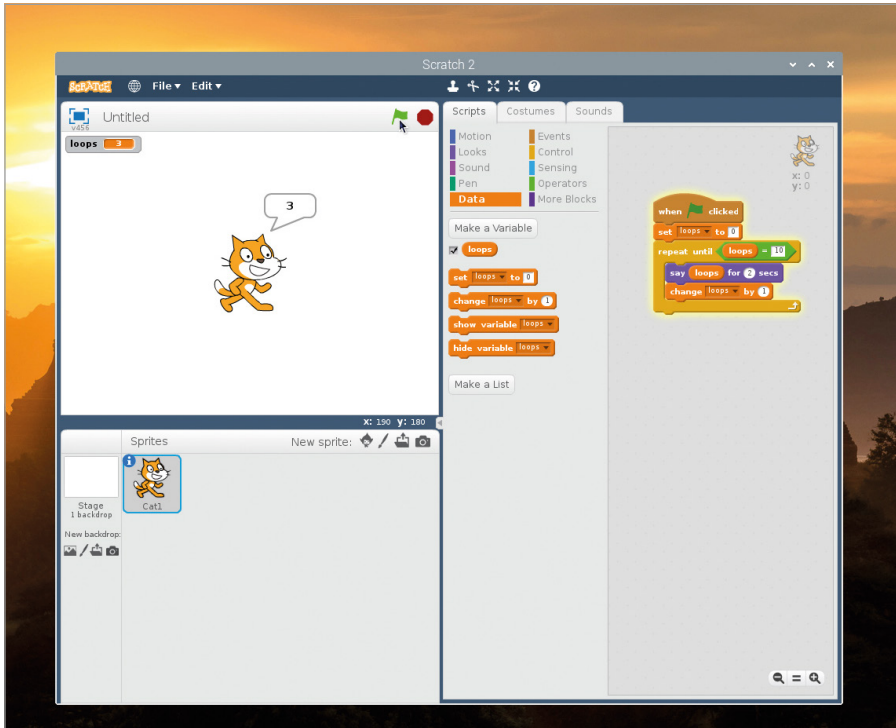 Scratch 2
SCRATCH File Edit
Untitled
v456
loops 3
3
x: 190 y: 180
Sprites New sprite:
Stage
1 backdrop
New backdrop:
Cat1
Scripts Costumes Sounds
Motion Events
Looks Control
Sound Sensing
Pen Operators
Data More Blocks
Make a Variable
loops
set loops to 0
change loops by 1
show variable loops
hide variable loops
Make a List
x: 0
y: 0
when clicked
set loops to 0
repeat until loops = 10
say loops for 2 secs
change loops by 1